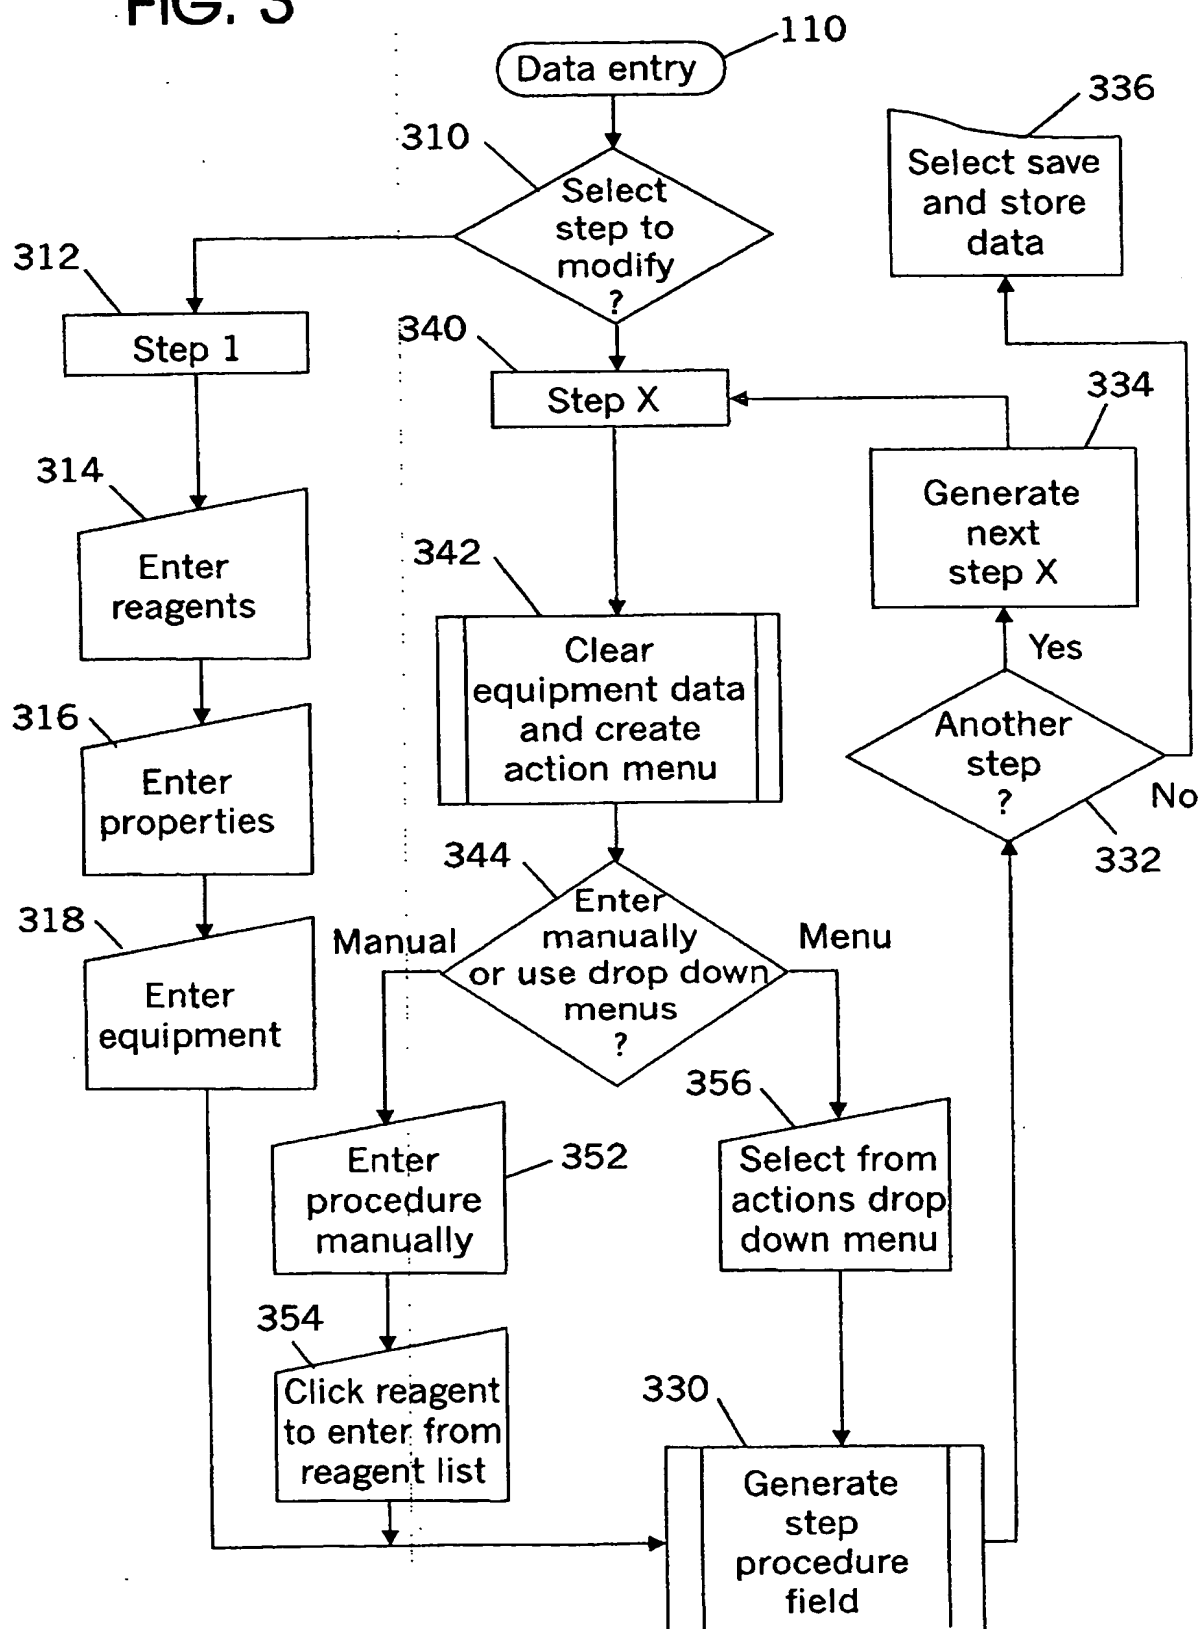 FIG. 3
Data entry
110
310
Select
step to
modify
?
336
Select save
and store
data
312
Step 1
340
Step X
334
Generate
next
step X
314
Enter
reagents
342
Clear
equipment data
and create
action menu
Yes
Another
step
?
No
332
316
Enter
properties
344
Enter
manually
or use drop down
menus
?
Manual
Menu
318
Enter
equipment
352
Enter
procedure
manually
356
Select from
actions drop
down menu
354
Click reagent
to enter from
reagent list
330
Generate
step
procedure
field